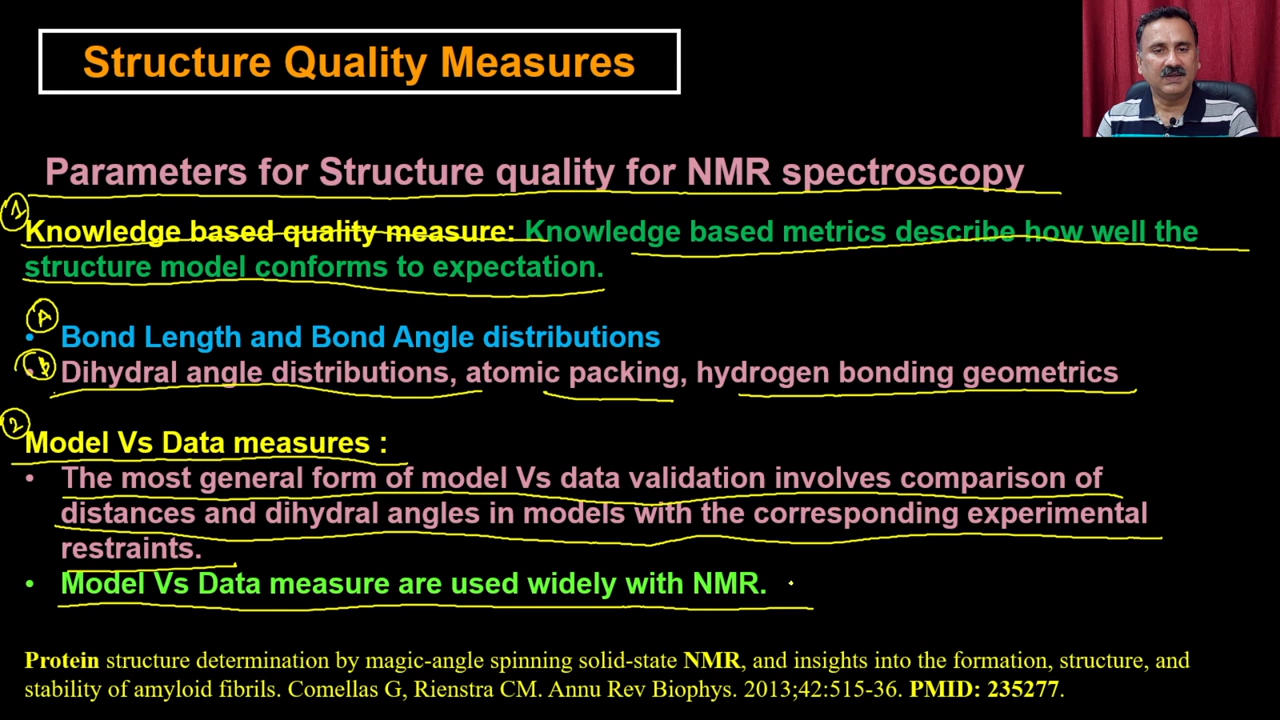 Structure Quality Measures
Parameters for Structure quality for NMR spectroscopy
1
Knowledge based quality measure: Knowledge based metrics describe how well the
structure model conforms to expectation.
A
• Bond Length and Bond Angle distributions
b
• Dihydral angle distributions, atomic packing, hydrogen bonding geometrics
2
Model Vs Data measures :
• The most general form of model Vs data validation involves comparison of
distances and dihydral angles in models with the corresponding experimental
restraints.
• Model Vs Data measure are used widely with NMR.
Protein structure determination by magic-angle spinning solid-state NMR, and insights into the formation, structure, and
stability of amyloid fibrils. Comellas G, Rienstra CM. Annu Rev Biophys. 2013;42:515-36. PMID: 235277.